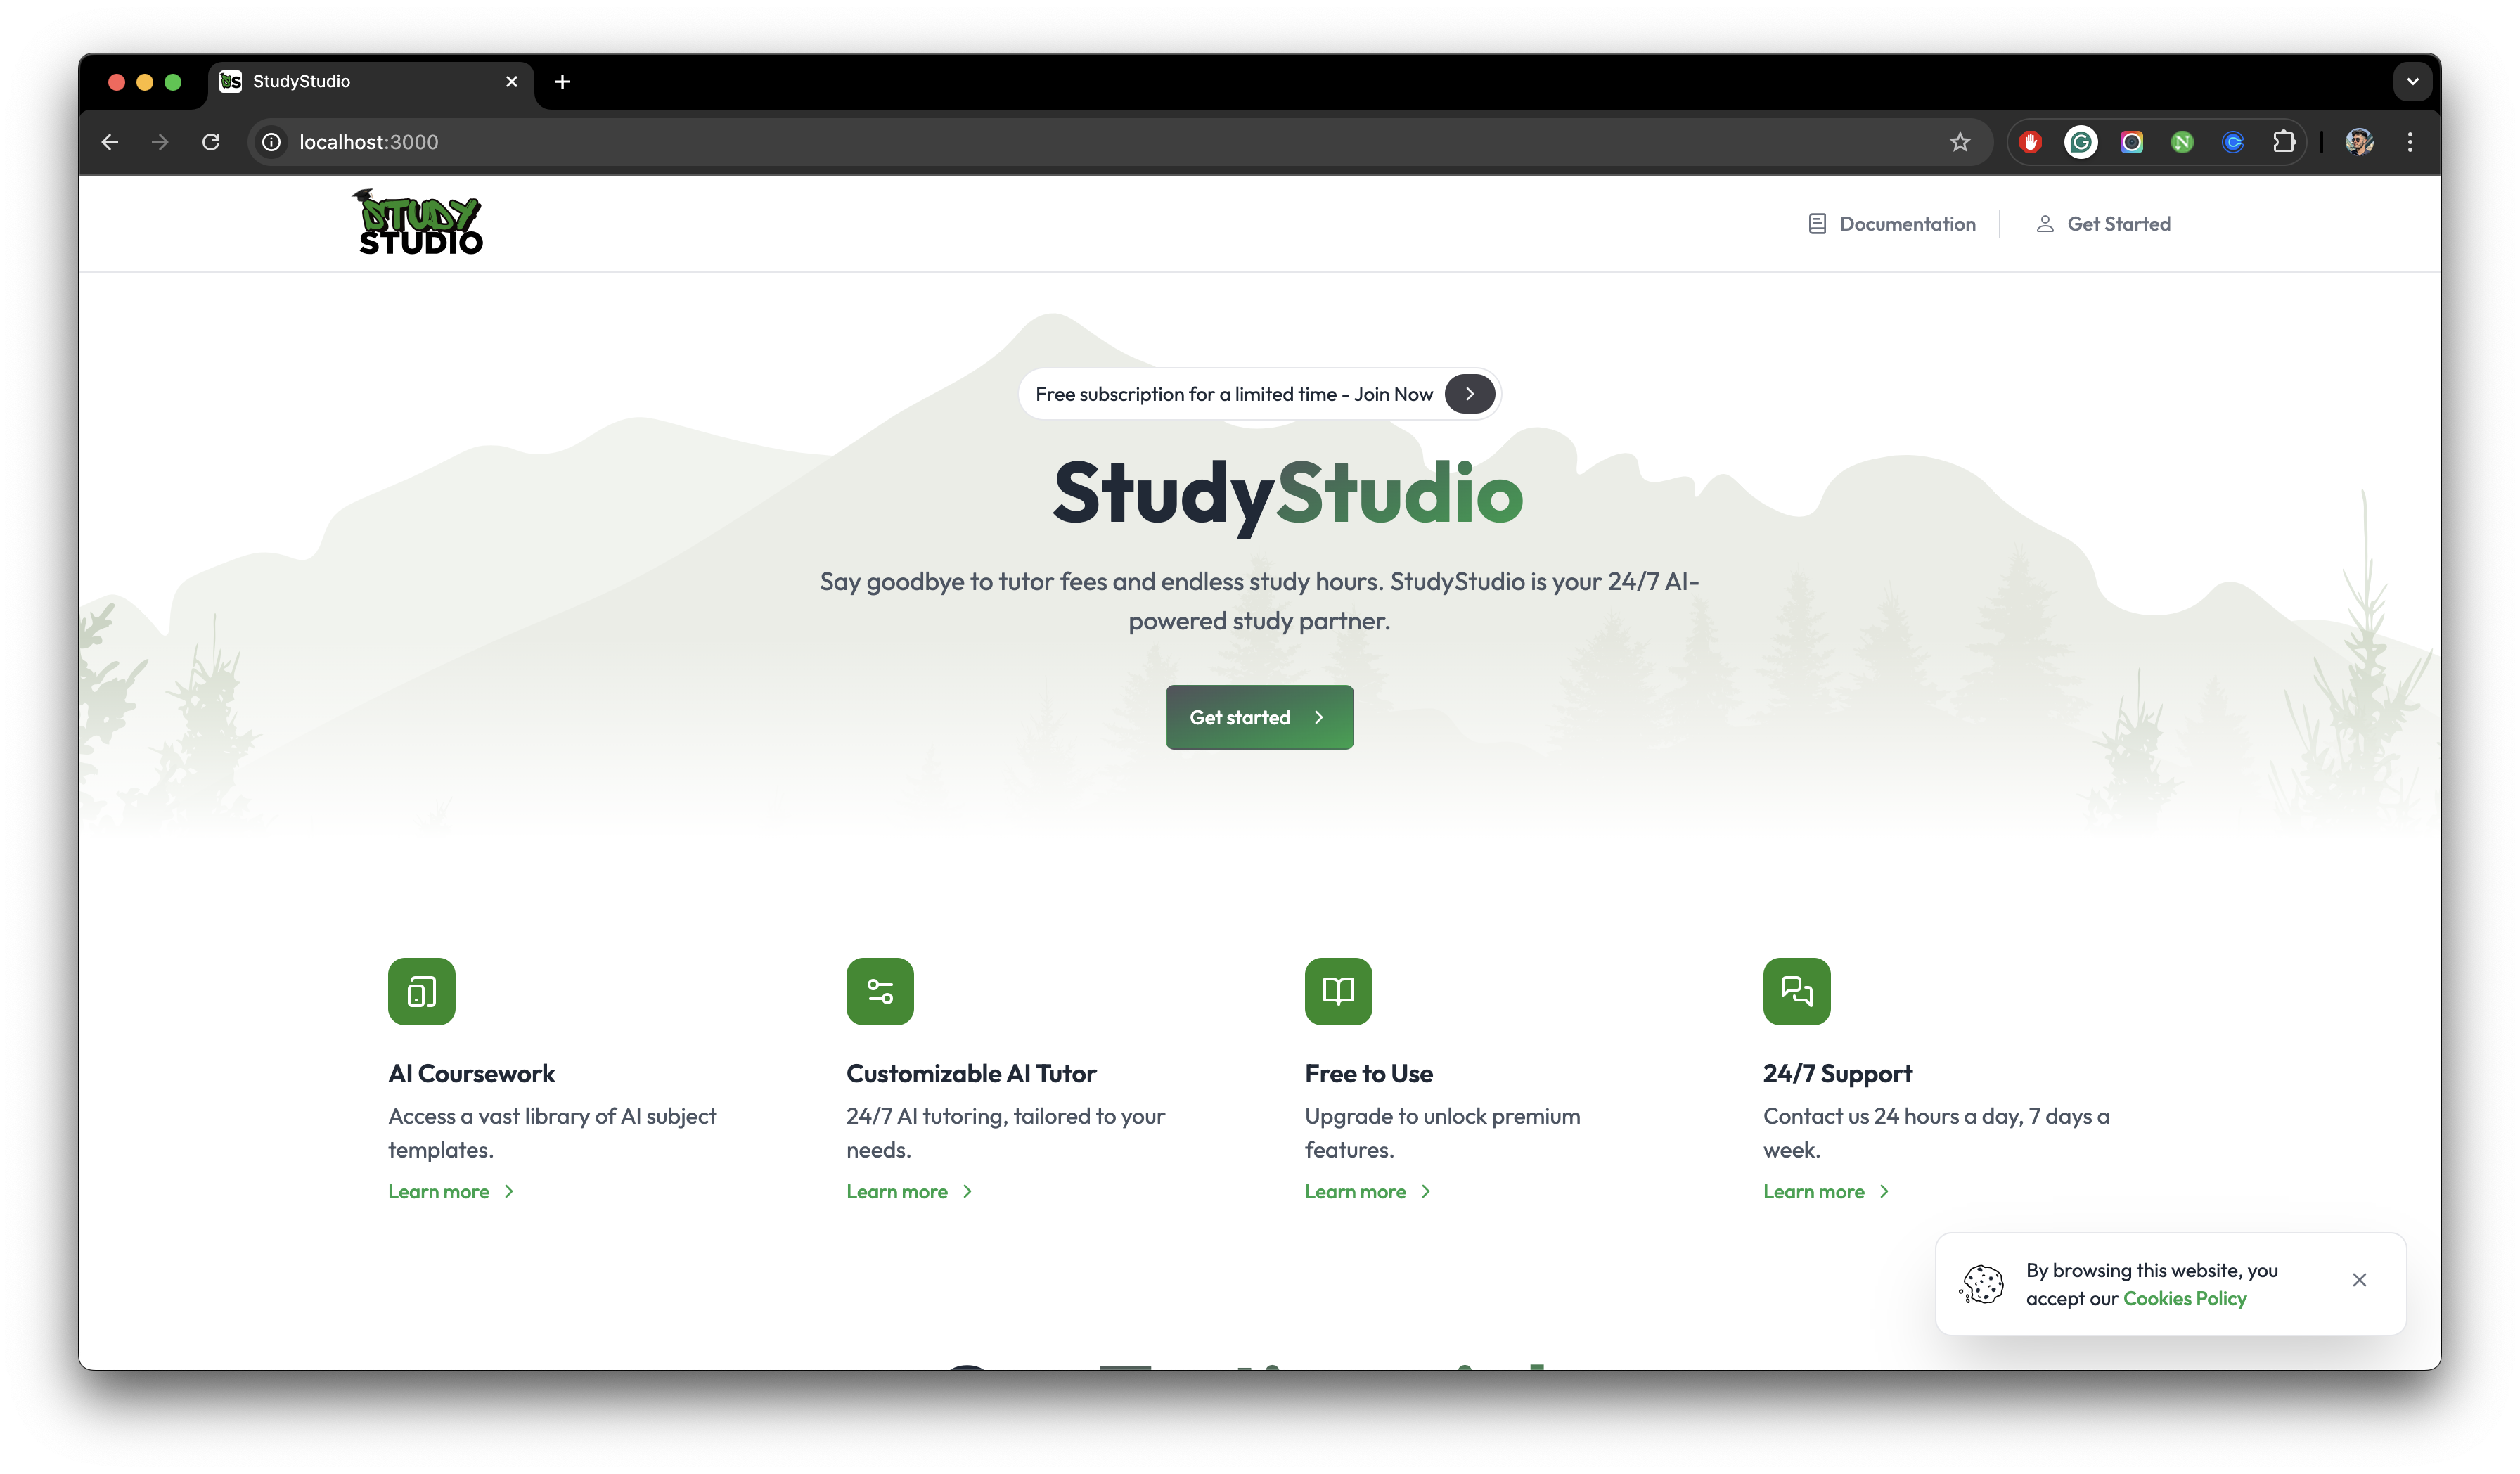 StudyStudio
localhost:3000
STUDY
STUDIO
Documentation
Get Started
Free subscription for a limited time - Join Now
StudyStudio
Say goodbye to tutor fees and endless study hours. StudyStudio is your 24/7 AI-
powered study partner.
Get started
AI Coursework
Access a vast library of AI subject
templates.
Learn more
Customizable AI Tutor
24/7 AI tutoring, tailored to your
needs.
Learn more
Free to Use
Upgrade to unlock premium
features.
Learn more
24/7 Support
Contact us 24 hours a day, 7 days a
week.
Learn more
By browsing this website, you
accept our Cookies Policy